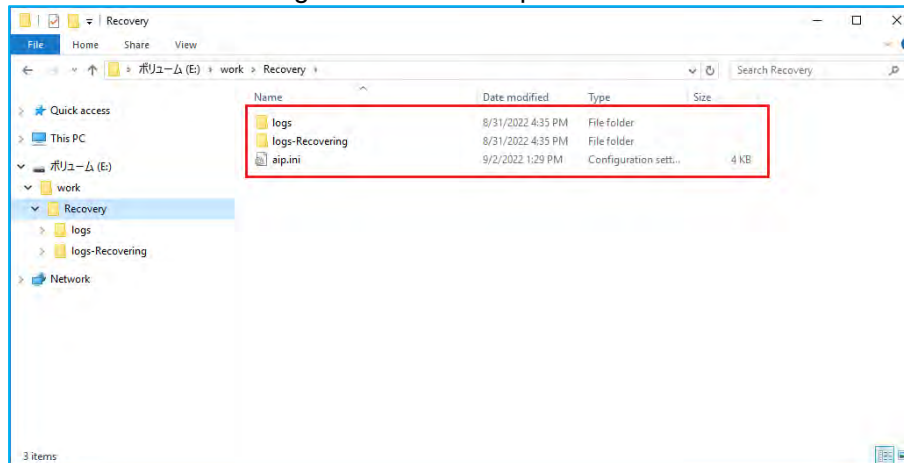 Recovery
File Home Share View
ボリューム (E:) › work › Recovery ›
Search Recovery
Name Date modified Type Size
Quick access
This PC
ボリューム (E:)
work
Recovery
logs
logs-Recovering
Network
logs 8/31/2022 4:35 PM File folder
logs-Recovering 8/31/2022 4:35 PM File folder
aip.ini 9/2/2022 1:29 PM Configuration sett... 4 KB
3 items